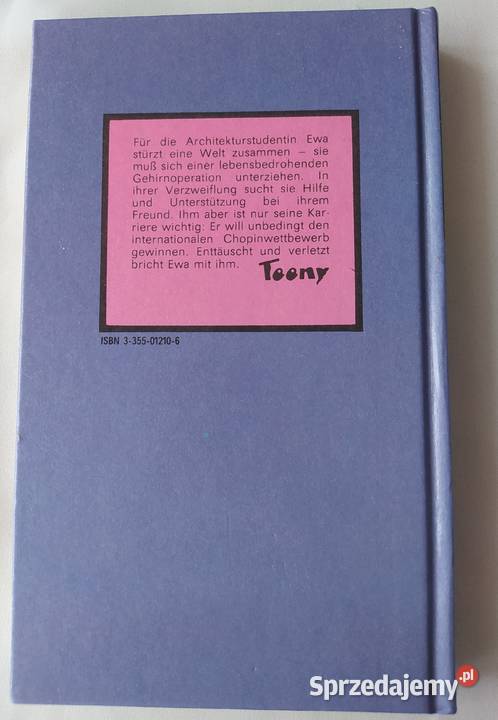 Für die Architekturstudentin Ewa
stürzt eine Welt zusammen – sie
muß sich einer lebensbedrohenden
Gehirnoperation unterziehen. In
ihrer Verzweiflung sucht sie Hilfe
und Unterstützung bei ihrem
Freund. Ihm aber ist nur seine Kar-
riere wichtig: Er will unbedingt den
internationalen Chopinwettbewerb
gewinnen. Enttäuscht und verletzt
bricht Ewa mit ihm. Teeny
ISBN 3-355-01210-6
Sprzedajemy.pl